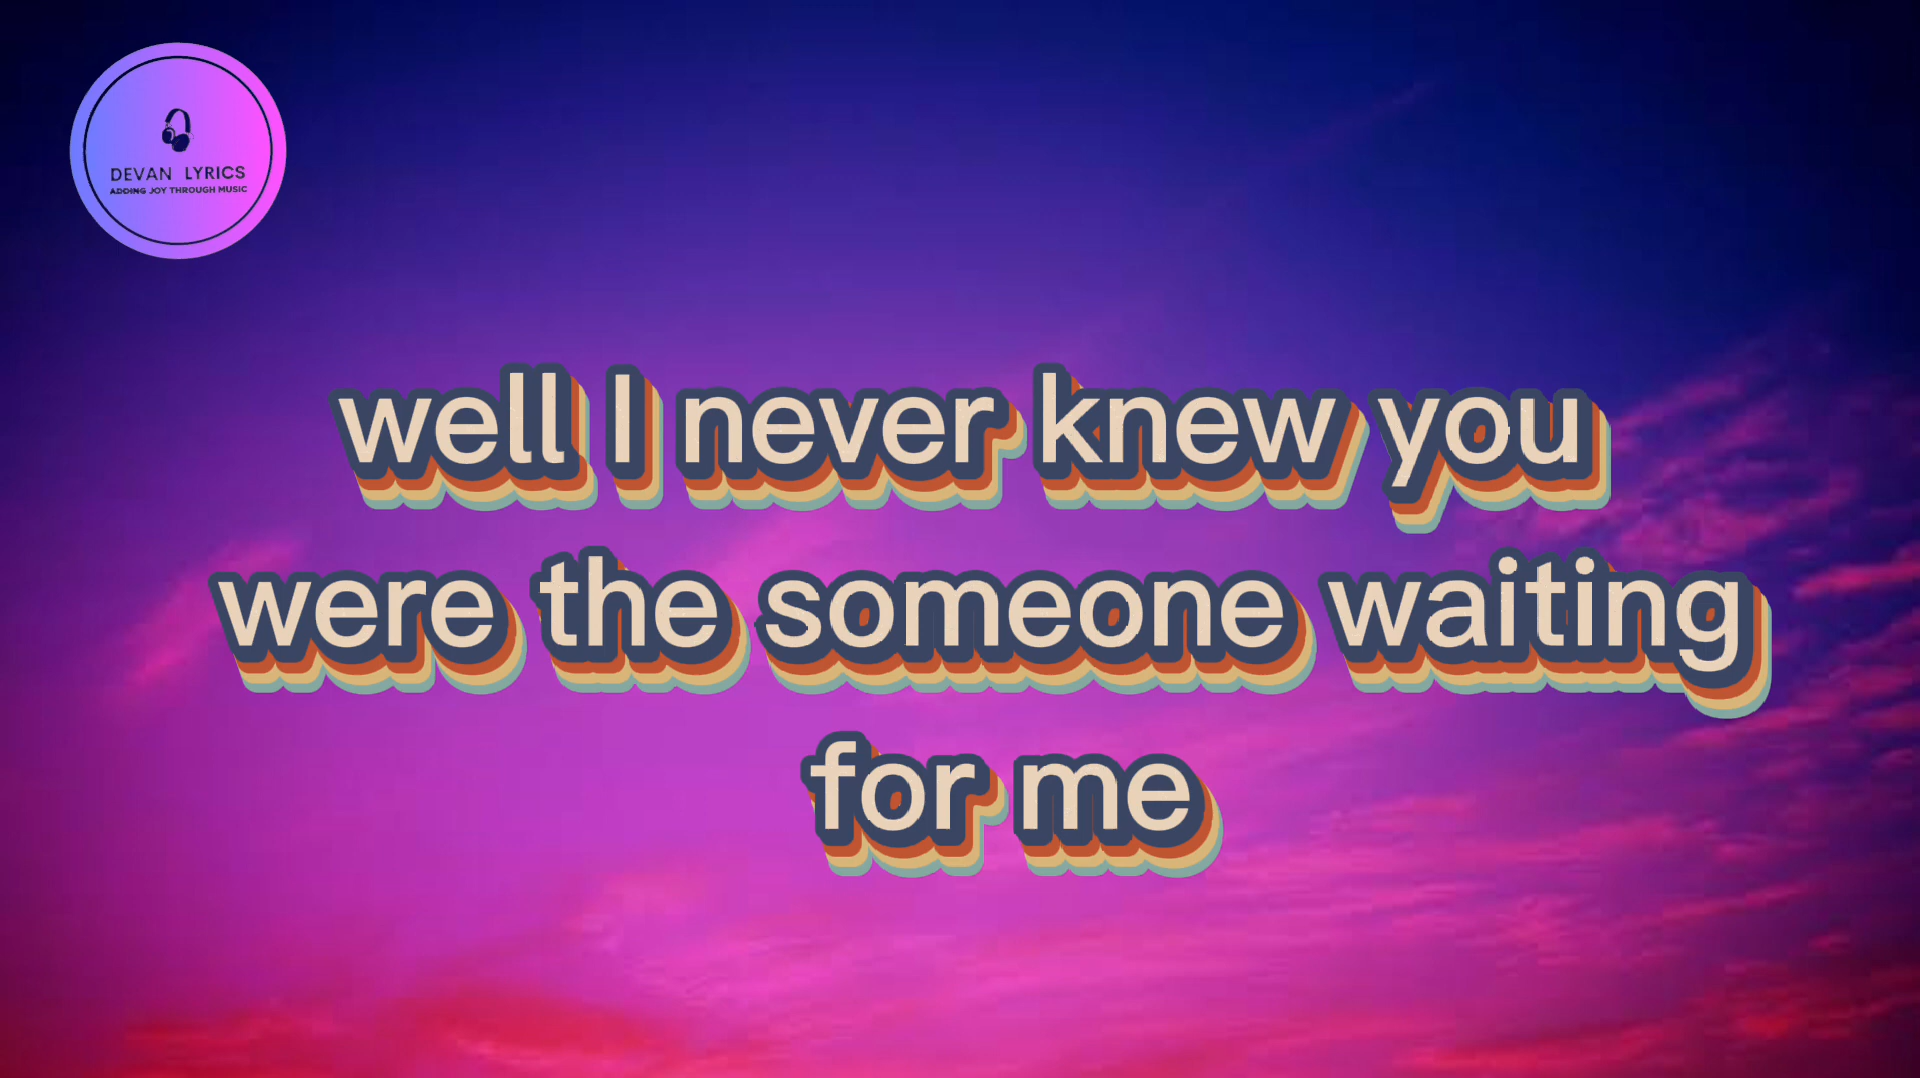 DEVAN LYRICS
ADDING JOY THROUGH MUSIC
well I never knew you
were the someone waiting
for me